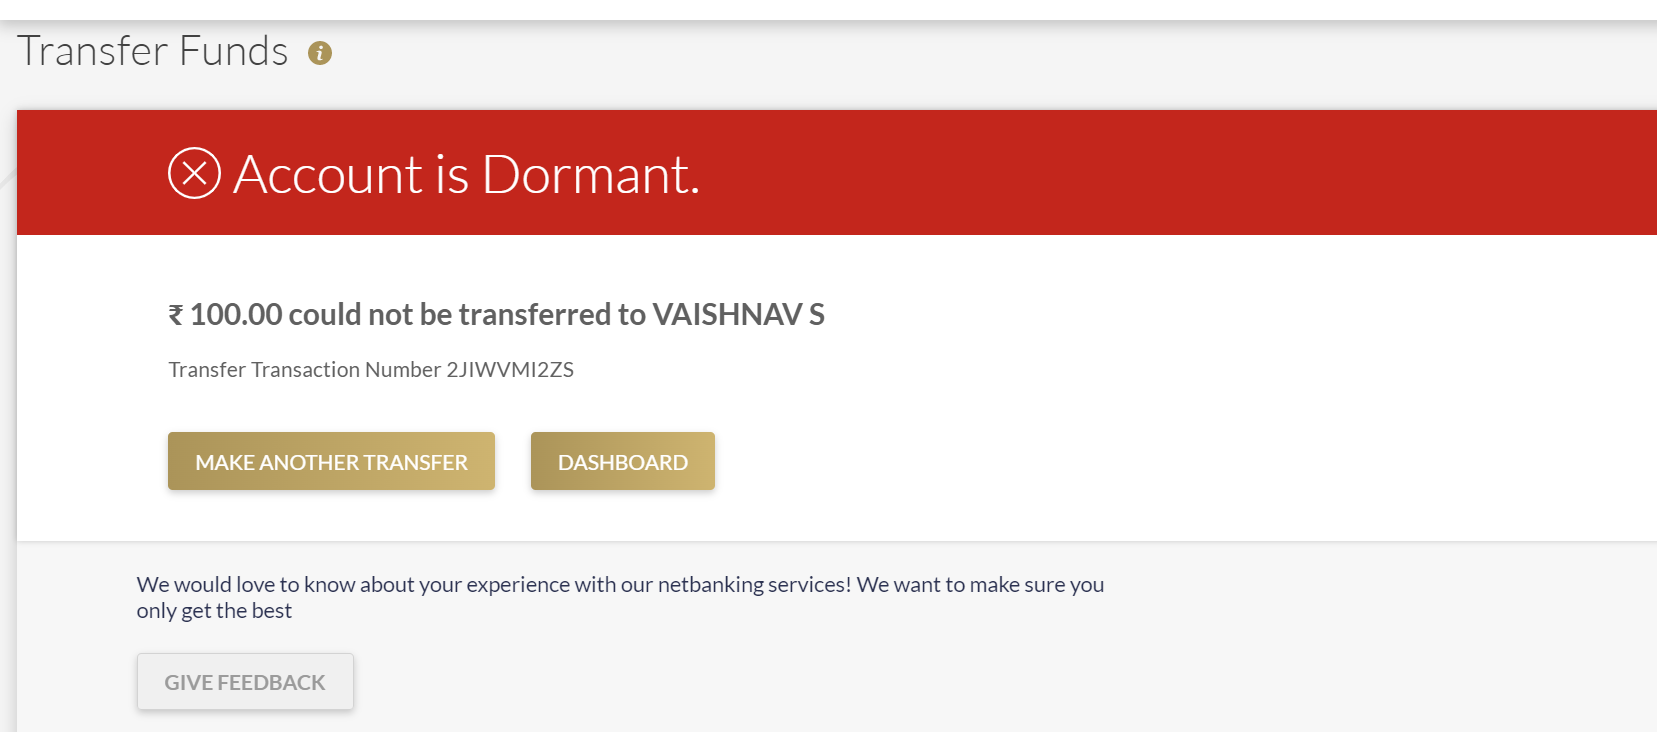 Transfer Funds i
Account is Dormant.
₹ 100.00 could not be transferred to VAISHNAV S
Transfer Transaction Number 2JIWVMI2ZS
MAKE ANOTHER TRANSFER DASHBOARD
We would love to know about your experience with our netbanking services! We want to make sure you
only get the best
GIVE FEEDBACK